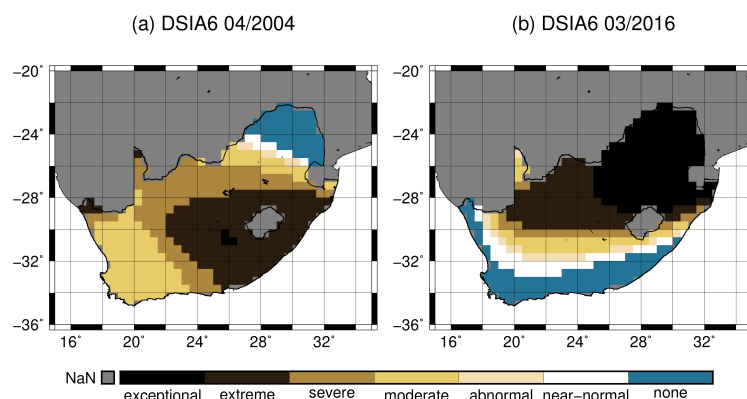 (a) DSIA6 04/2004
(b) DSIA6 03/2016
−20˚
−24˚
−28˚
−32˚
−36˚
16˚ 20˚ 24˚ 28˚ 32˚
−20˚
−24˚
−28˚
−32˚
−36˚
16˚ 20˚ 24˚ 28˚ 32˚
NaN
exceptional extreme severe moderate abnormal near−normal none